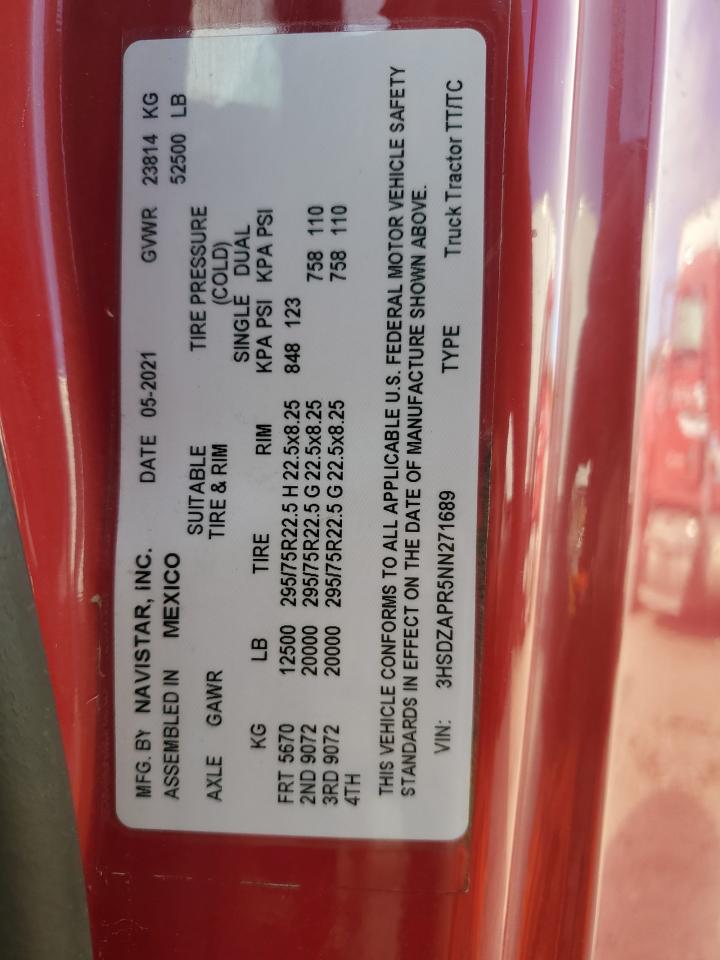 MFG. BY NAVISTAR, INC. DATE 05-2021 GVWR 23814 KG
ASSEMBLED IN MEXICO 52500 LB
SUITABLE TIRE PRESSURE
AXLE GAWR TIRE & RIM (COLD)
SINGLE DUAL
KG LB TIRE RIM KPA PSI KPA PSI
FRT 5670 12500 295/75R22.5 H 22.5x8.25 848 123
2ND 9072 20000 295/75R22.5 G 22.5x8.25 758 110
3RD 9072 20000 295/75R22.5 G 22.5x8.25 758 110
4TH
THIS VEHICLE CONFORMS TO ALL APPLICABLE U.S. FEDERAL MOTOR VEHICLE SAFETY
STANDARDS IN EFFECT ON THE DATE OF MANUFACTURE SHOWN ABOVE.
VIN: 3HSDZAPR5NN271689 TYPE Truck Tractor TT/TC